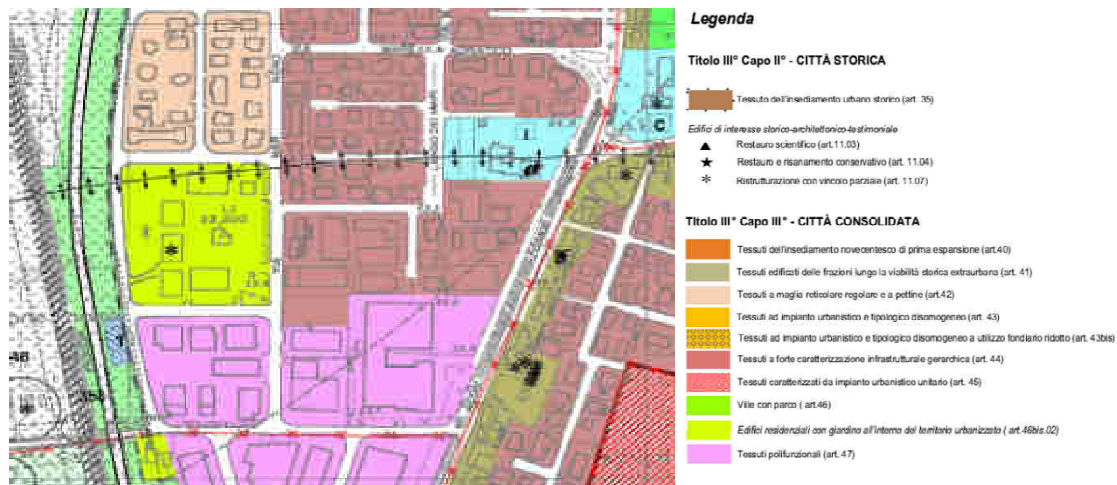 Legenda
Titolo III° Capo II° - CITTÀ STORICA
Tessuto dell'insediamento urbano storico (art. 35)
Edifici di interesse storico-architettonico-testimoniale
Restauro scientifico (art.11.03)
Restauro e risanamento conservativo (art. 11.04)
Ristrutturazione con vincolo parziale (art. 11.07)
Titolo III° Capo III° - CITTÀ CONSOLIDATA
Tessuti dell'insediamento novecentesco di prima espansione (art.40)
Tessuti edificati delle frazioni lungo la viabilità storica extraurbana (art. 41)
Tessuti a maglia reticolare regolare e a pettine (art.42)
Tessuti ad impianto urbanistico e tipologico disomogeneo (art. 43)
Tessuti ad impianto urbanistico e tipologico disomogeneo a utilizzo fondiario ridotto (art. 43bis)
Tessuti a forte caratterizzazione infrastrutturale gerarchica (art. 44)
Tessuti caratterizzati da impianto urbanistico unitario (art. 45)
Ville con parco ( art.46)
Edifici residenziali con giardino all'interno del territorio urbanizzato ( art.46bis.02)
Tessuti polifunzionali (art. 47)